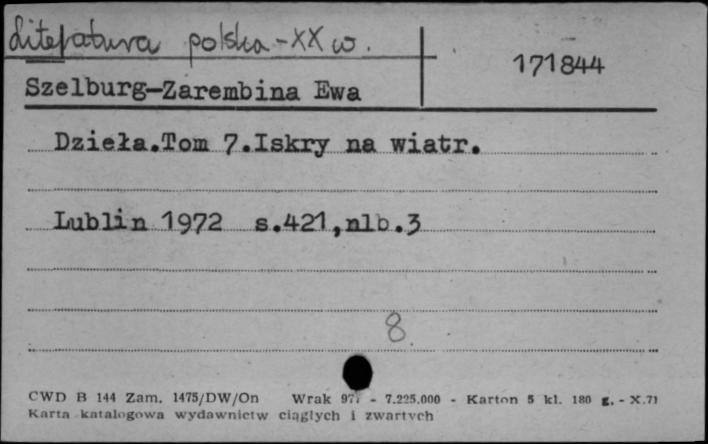 Literatura polska - XX w.
171844
Szelburg-Zarembina Ewa
Dzieła.Tom 7.Iskry na wiatr.
Lublin 1972 s.421,nlb.3
8
CWD B 144 Zam. 1475/DW/On Wrak - 7.225.000 - Karton 5 kl. 180 g. - X.71
Karta katalogowa wydawnictw ciągłych i zwartych